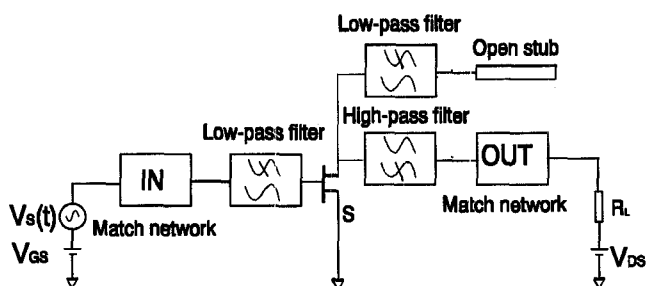 Low-pass filter
Open stub
High-pass filter
Low-pass filter
IN
OUT
Match network
S
Match network
Vs(t)
VGS
RL
VDS